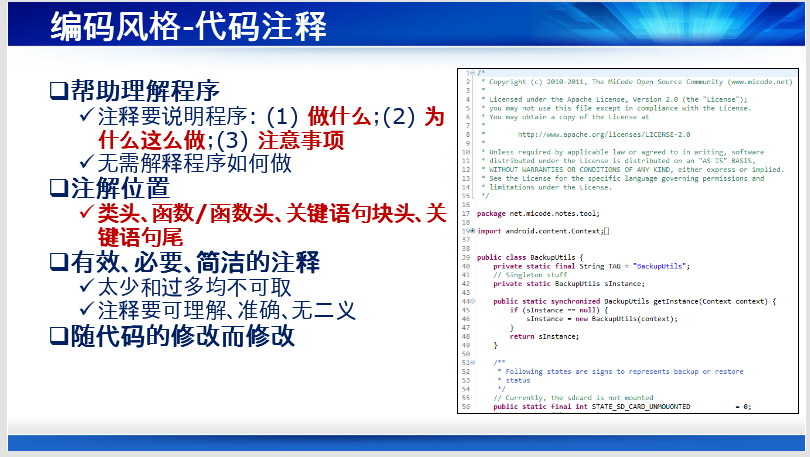 编码风格-代码注释
❑帮助理解程序
✓注释要说明程序: (1) 做什么;(2) 为
什么这么做;(3) 注意事项
✓无需解释程序如何做
❑注解位置
✓类头、函数/函数头、关键语句块头、关
键语句尾
❑有效、必要、简洁的注释
✓太少和过多均不可取
✓注释要可理解、准确、无二义
❑随代码的修改而修改
1 /*
2 * Copyright (c) 2010-2011, The MiCode Open Source Community (www.micode.net)
3 *
4 * Licensed under the Apache License, Version 2.0 (the "License");
5 * you may not use this file except in compliance with the License.
6 * You may obtain a copy of the License at
7 *
8 * http://www.apache.org/licenses/LICENSE-2.0
9 *
10 * Unless required by applicable law or agreed to in writing, software
11 * distributed under the License is distributed on an "AS IS" BASIS,
12 * WITHOUT WARRANTIES OR CONDITIONS OF ANY KIND, either express or implied.
13 * See the License for the specific language governing permissions and
14 * limitations under the License.
15 */
16
17 package net.micode.notes.tool;
18
19 import android.content.Context;
37
38
39 public class BackupUtils {
40 private static final String TAG = "BackupUtils";
41 // Singleton stuff
42 private static BackupUtils sInstance;
43
44 public static synchronized BackupUtils getInstance(Context context) {
45 if (sInstance == null) {
46 sInstance = new BackupUtils(context);
47 }
48 return sInstance;
49 }
50
51 /**
52 * Following states are signs to represents backup or restore
53 * status
54 */
55 // Currently, the sdcard is not mounted
56 public static final int STATE_SD_CARD_UNMOUONTED = 0;